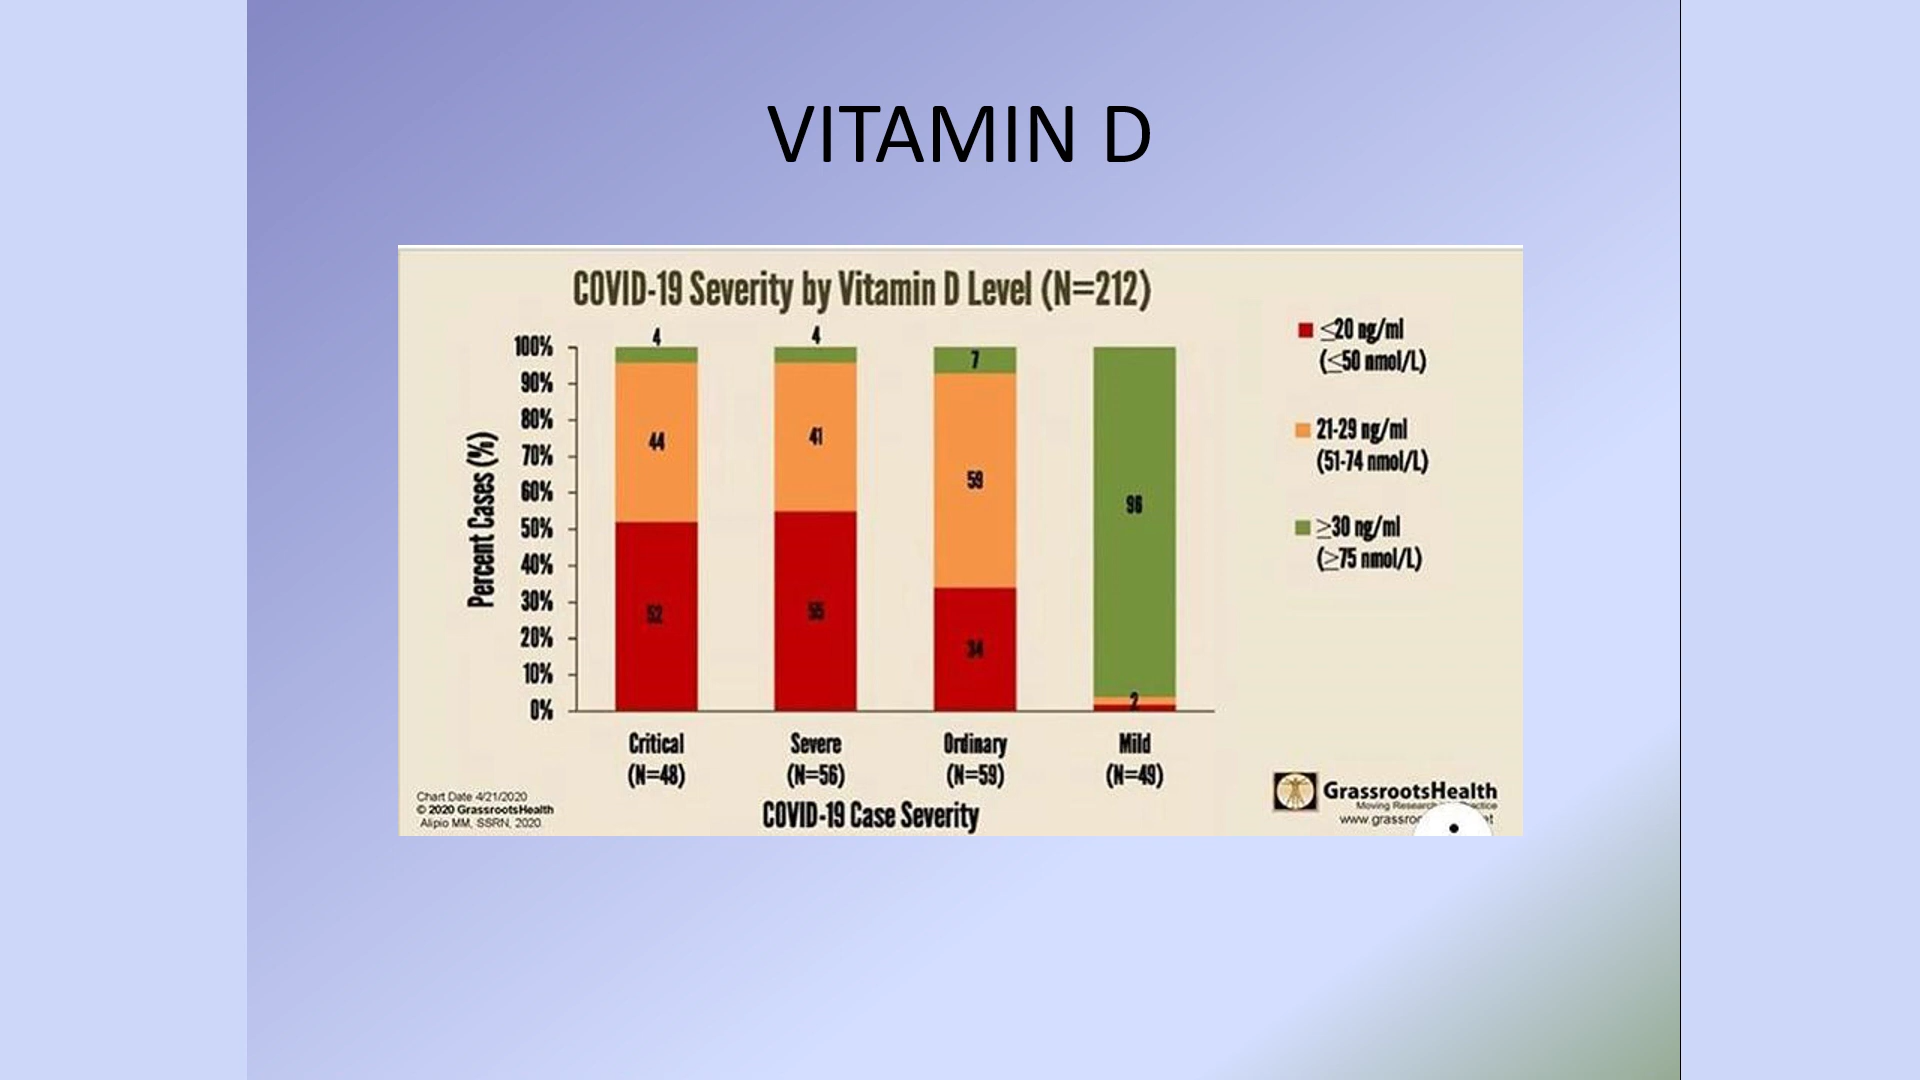 VITAMIN D
COVID-19 Severity by Vitamin D Level (N=212)
4
4
7
100%
90%
80%
70%
60%
50%
40%
30%
20%
10%
0%
Percent Cases (%)
44
41
59
96
52
55
34
2
≤20 ng/ml
(≤50 nmol/L)
21-29 ng/ml
(51-74 nmol/L)
≥30 ng/ml
(≥75 nmol/L)
Critical
(N=48)
Severe
(N=56)
Ordinary
(N=59)
Mild
(N=49)
COVID-19 Case Severity
Chart Date 4/21/2020
© 2020 GrassrootsHealth
Alipio MM, SSRN, 2020.
GrassrootsHealth
Moving Research